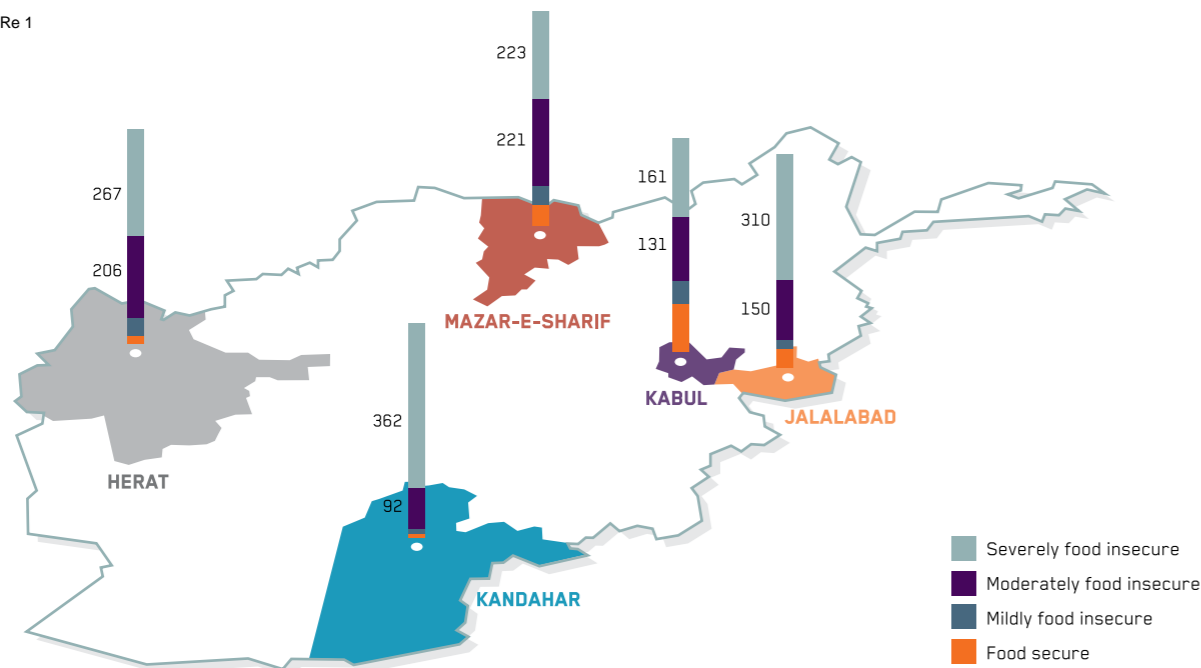 Re 1
223
221
267
206
161
131
310
150
MAZAR-E-SHARIF
KABUL
JALALABAD
362
92
HERAT
KANDAHAR
Severely food insecure
Moderately food insecure
Mildly food insecure
Food secure